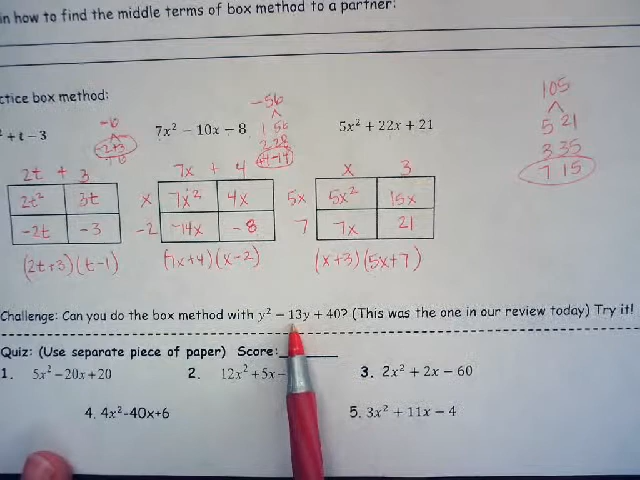 in how to find the middle terms of box method to a partner:
ctice box method:
² + t - 3
7x² - 10x - 8
5x² + 22x + 21
-6
-2 +3
-56
1 56
2 28
+4 -14
105
5 21
3 35
7 15
2t + 3
2t² 3t
-2t -3
(2t+3)(t-1)
7x + 4
x 7x² 4x
-2 -14x -8
(7x+4)(x-2)
x 3
5x 5x² 15x
7 7x 21
(x+3)(5x+7)
Challenge: Can you do the box method with y² - 13y + 40? (This was the one in our review today) Try it!
Quiz: (Use separate piece of paper) Score:
1. 5x² - 20x + 20 2. 12x² + 5x - 3. 2x² + 2x - 60
4. 4x²-40x+6 5. 3x² + 11x - 4